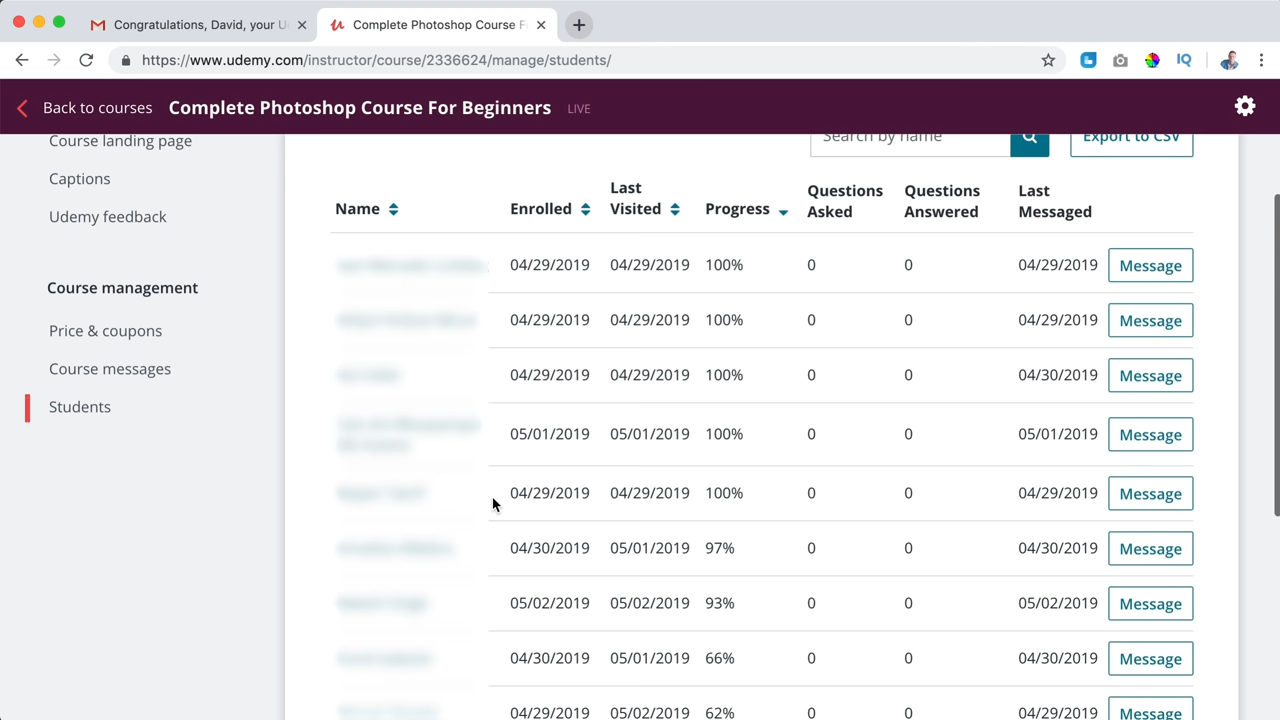 Congratulations, David, your U
Complete Photoshop Course F
https://www.udemy.com/instructor/course/2336624/manage/students/
IQ
Back to courses
Complete Photoshop Course For Beginners
LIVE
Course landing page
Captions
Udemy feedback
Course management
Price & coupons
Course messages
Students
Search by name
Export to CSV
Name Enrolled Last Visited Progress Questions Asked Questions Answered Last Messaged
04/29/2019 04/29/2019 100% 0 0 04/29/2019 Message
04/29/2019 04/29/2019 100% 0 0 04/29/2019 Message
04/29/2019 04/29/2019 100% 0 0 04/30/2019 Message
05/01/2019 05/01/2019 100% 0 0 05/01/2019 Message
04/29/2019 04/29/2019 100% 0 0 04/29/2019 Message
04/30/2019 05/01/2019 97% 0 0 04/30/2019 Message
05/02/2019 05/02/2019 93% 0 0 05/02/2019 Message
04/30/2019 05/01/2019 66% 0 0 04/30/2019 Message
04/29/2019 05/02/2019 62% 0 0 04/29/2019 Message